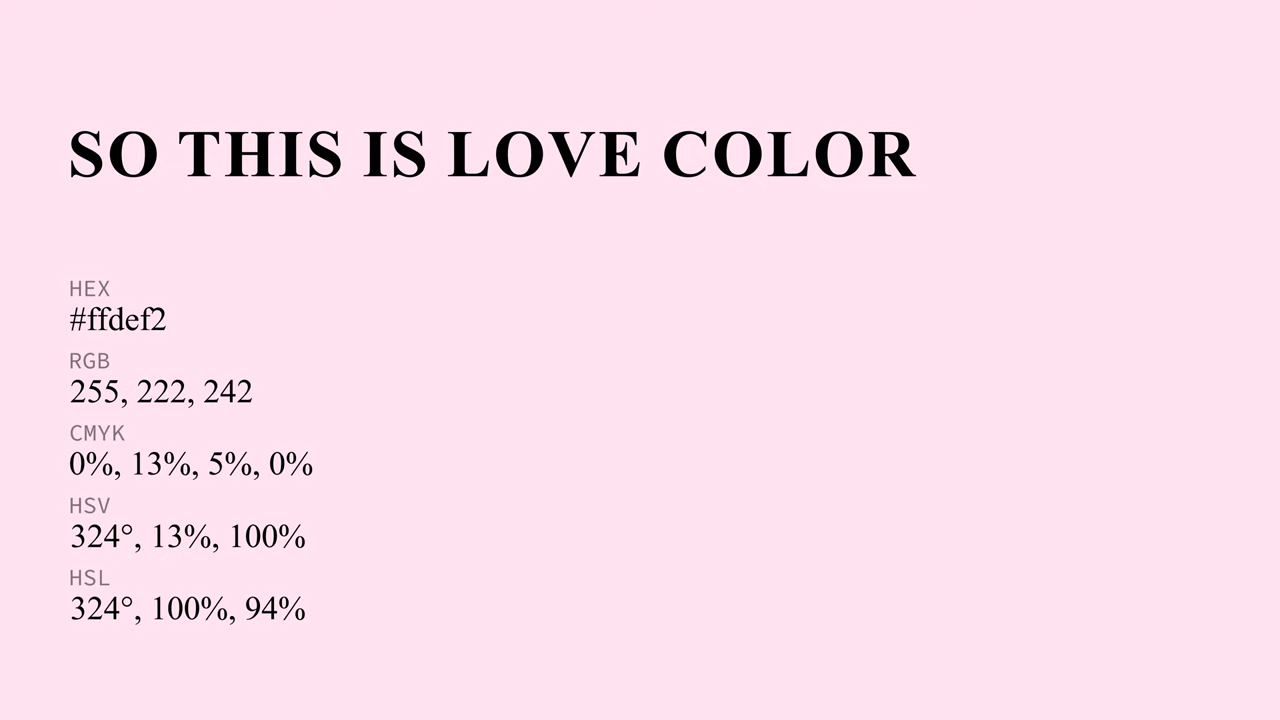 SO THIS IS LOVE COLOR
HEX
#ffdef2
RGB
255, 222, 242
CMYK
0%, 13%, 5%, 0%
HSV
324°, 13%, 100%
HSL
324°, 100%, 94%